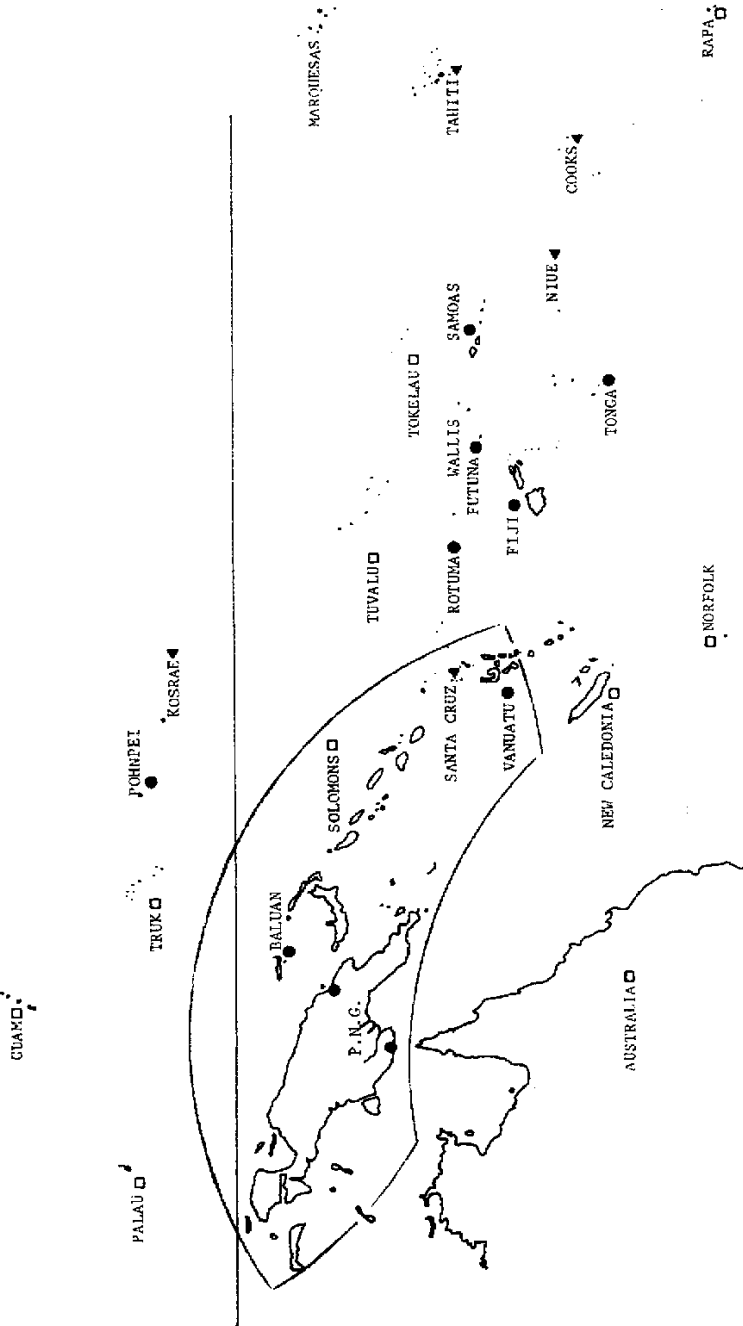 GUAM
PALAU
TRUK
POHNPEI
KOSRAE
MARQUESAS
BALUAN
SOLOMONS
TUVALU
TOKELAU
P.N.G.
SANTA CRUZ
ROTUMA
WALLIS
FUTUNA
SAMOAS
TAHITI
VANUATU
FIJI
NIUE
COOKS
NEW CALEDONIA
TONGA
AUSTRALIA
NORFOLK
RAPA